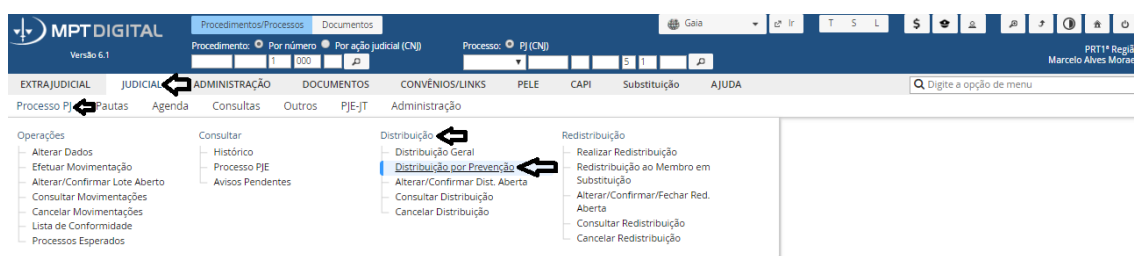 MPTDIGITAL
Versão 6.1
Procedimentos/Processos Documentos
Gaia Ir T S L $
Procedimento: Por número Por ação judicial (CNJ) Processo: PJ (CNJ)
1 000 5 1
PRT1ª Regiã
Marcelo Alves Morae
EXTRAJUDICIAL JUDICIAL ADMINISTRAÇÃO DOCUMENTOS CONVÊNIOS/LINKS PELE CAPI Substituição AJUDA Digite a opção de menu
Processo PJ Pautas Agenda Consultas Outros PJE-JT Administração
Operações
Alterar Dados
Efetuar Movimentação
Alterar/Confirmar Lote Aberto
Consultar Movimentações
Cancelar Movimentações
Lista de Conformidade
Processos Esperados
Consultar
Histórico
Processo PJE
Avisos Pendentes
Distribuição
Distribuição Geral
Distribuição por Prevenção
Alterar/Confirmar Dist. Aberta
Consultar Distribuição
Cancelar Distribuição
Redistribuição
Realizar Redistribuição
Redistribuição ao Membro em
Substituição
Alterar/Confirmar/Fechar Red.
Aberta
Consultar Redistribuição
Cancelar Redistribuição